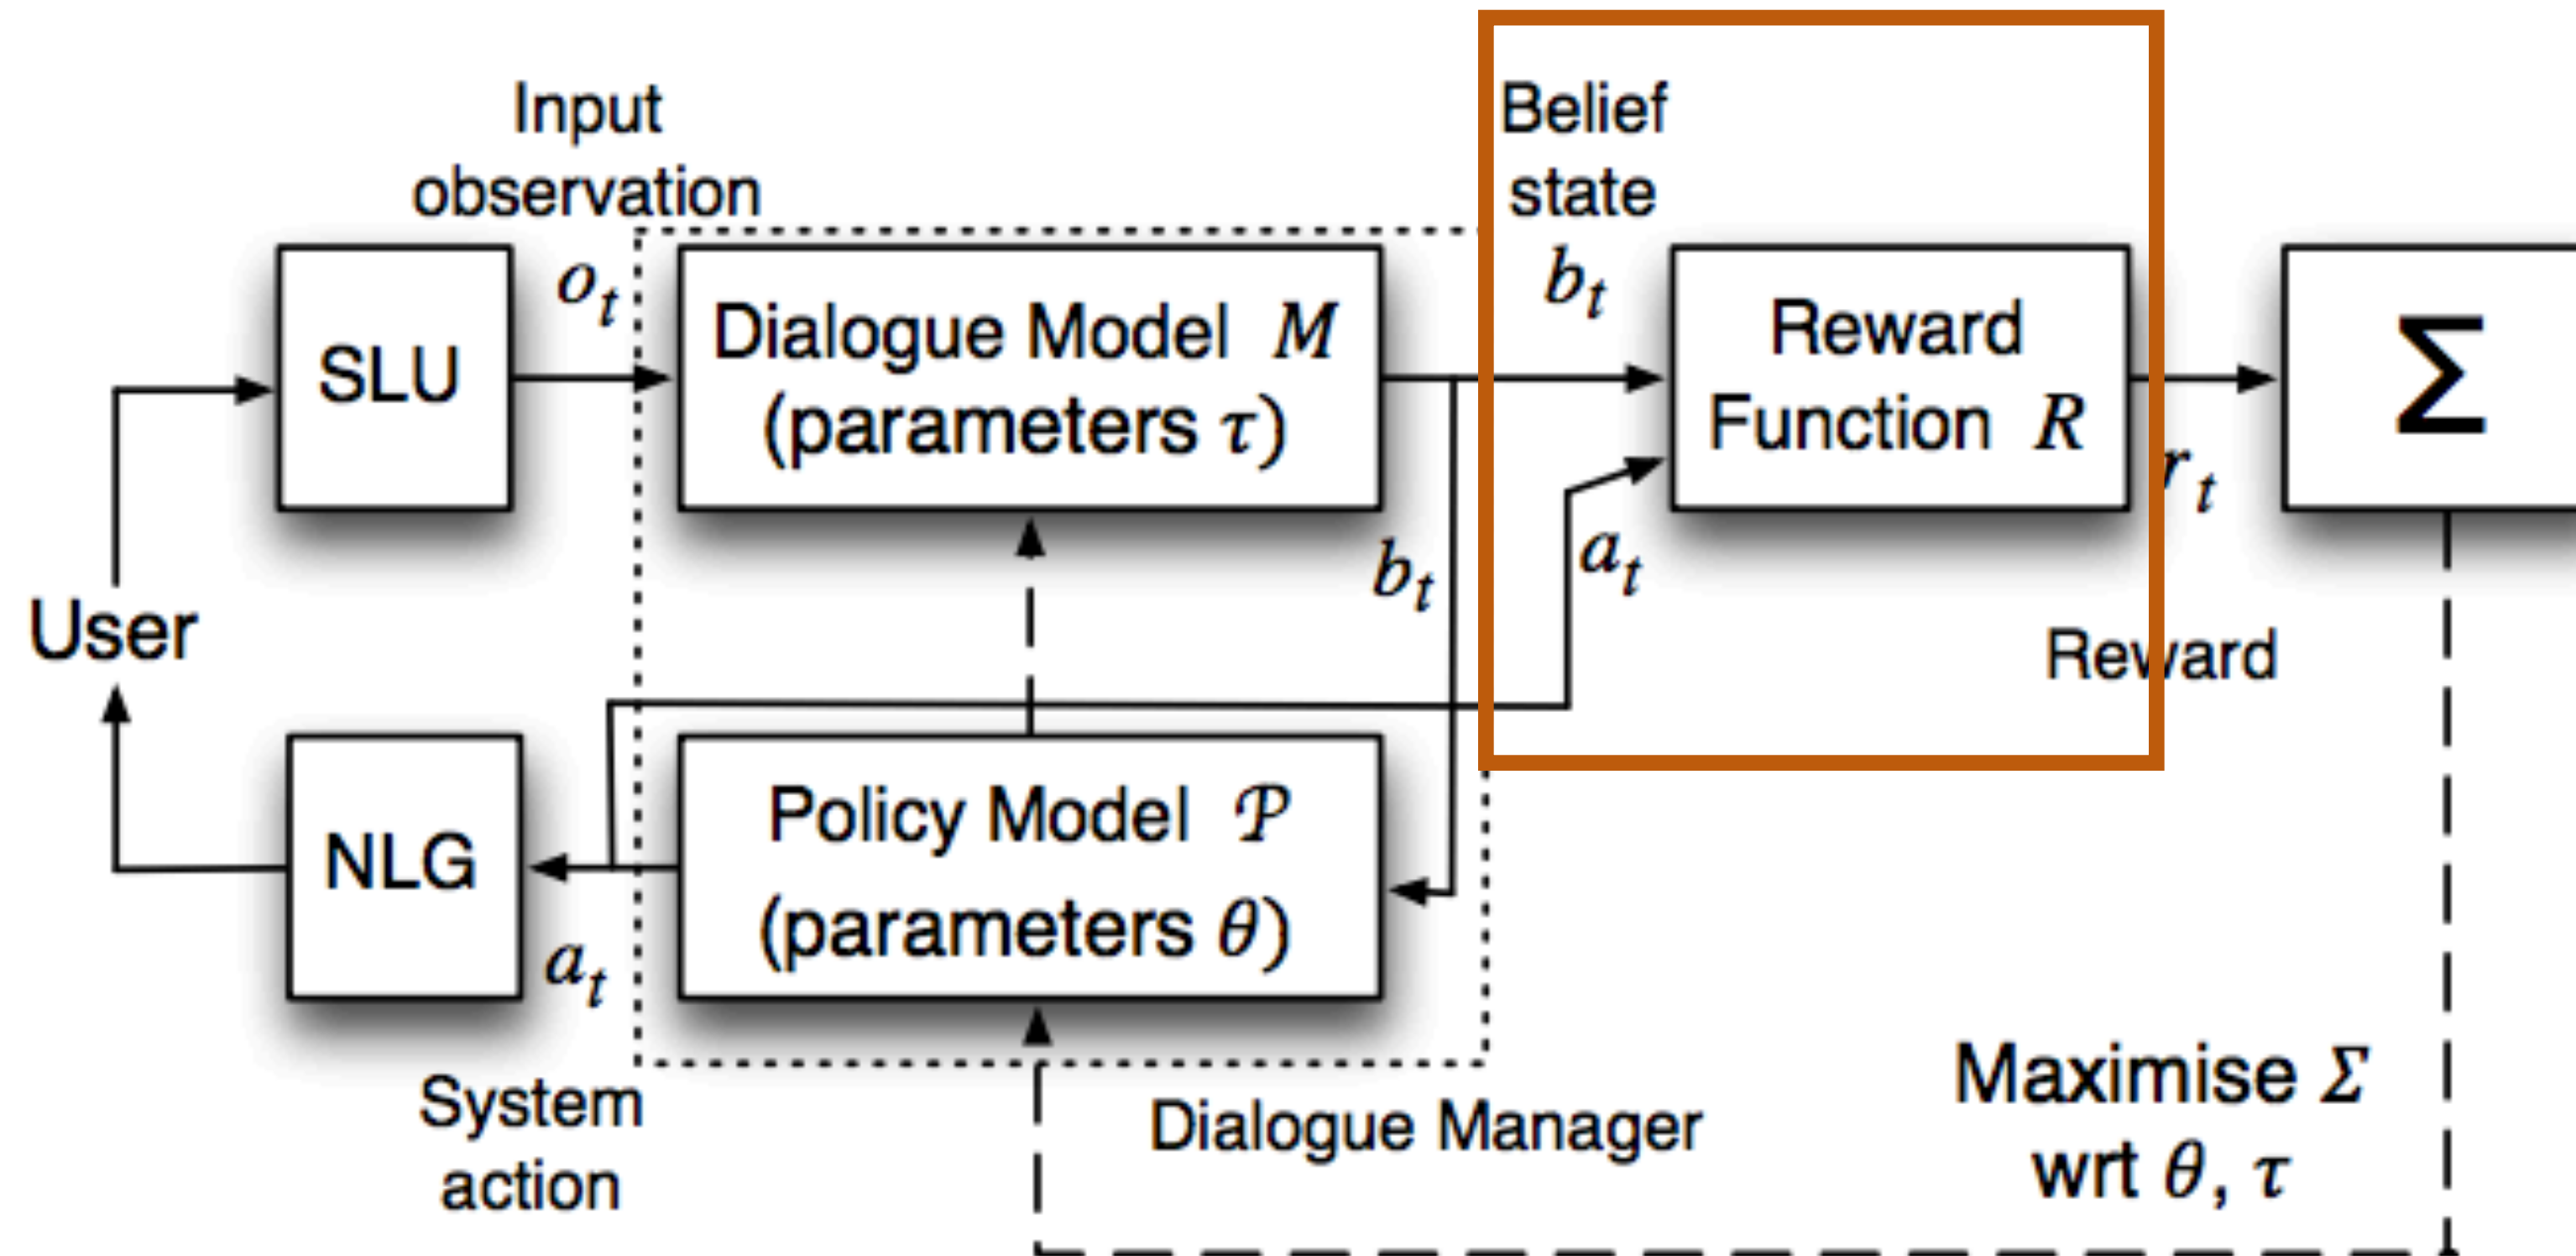 Input
observation
Belief
state
o_t
b_t
SLU
Dialogue Model M
(parameters τ)
Reward
Function R
Σ
r_t
b_t
a_t
User
Reward
NLG
Policy Model 𝒫
(parameters θ)
a_t
System
action
Dialogue Manager
Maximise Σ
wrt θ, τ